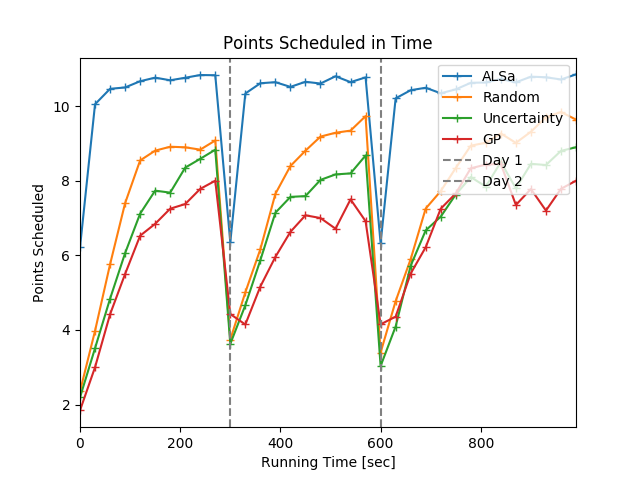 Points Scheduled in Time
ALSa
Random
Uncertainty
GP
Day 1
Day 2
Points Scheduled
10
8
6
4
2
0
200
400
600
800
Running Time [sec]